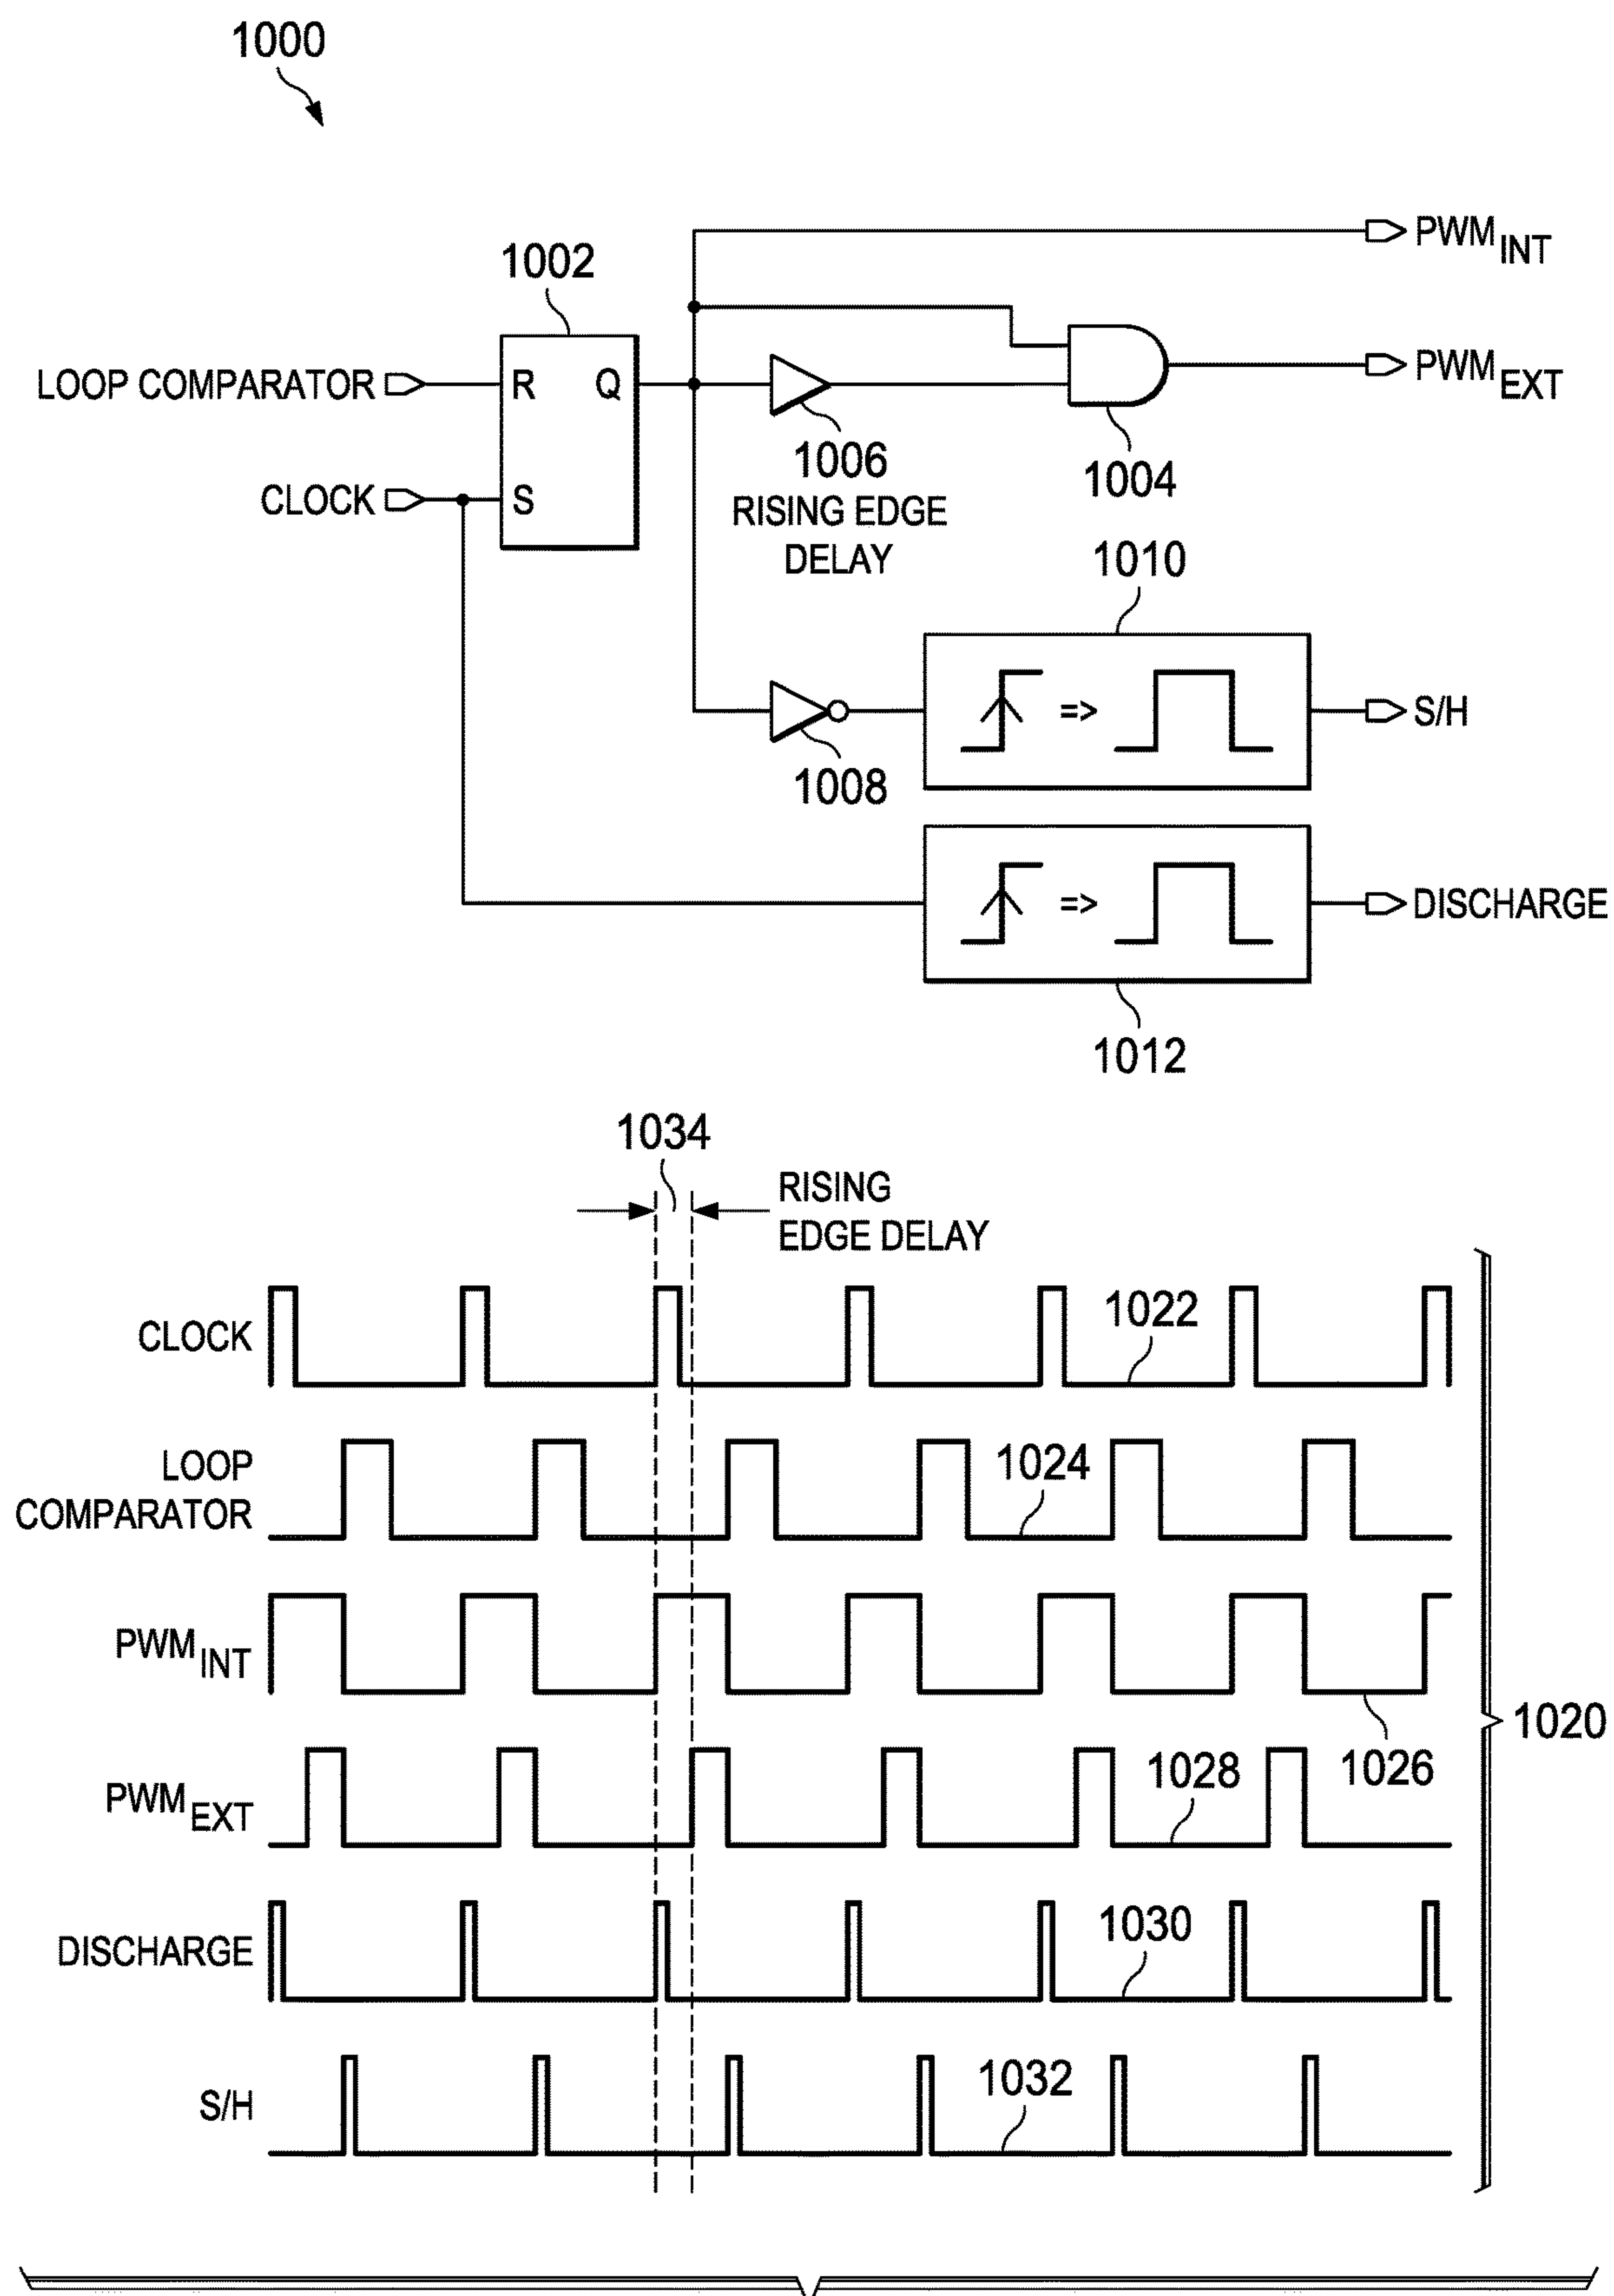 1000
1002
PWM INT
LOOP COMPARATOR
R
Q
PWM EXT
1006
RISING EDGE
DELAY
1004
CLOCK
S
1010
=>
S/H
1008
=>
DISCHARGE
1012
1034
RISING
EDGE DELAY
CLOCK
1022
LOOP
COMPARATOR
1024
PWM INT
1026
1020
PWM EXT
1028
DISCHARGE
1030
S/H
1032